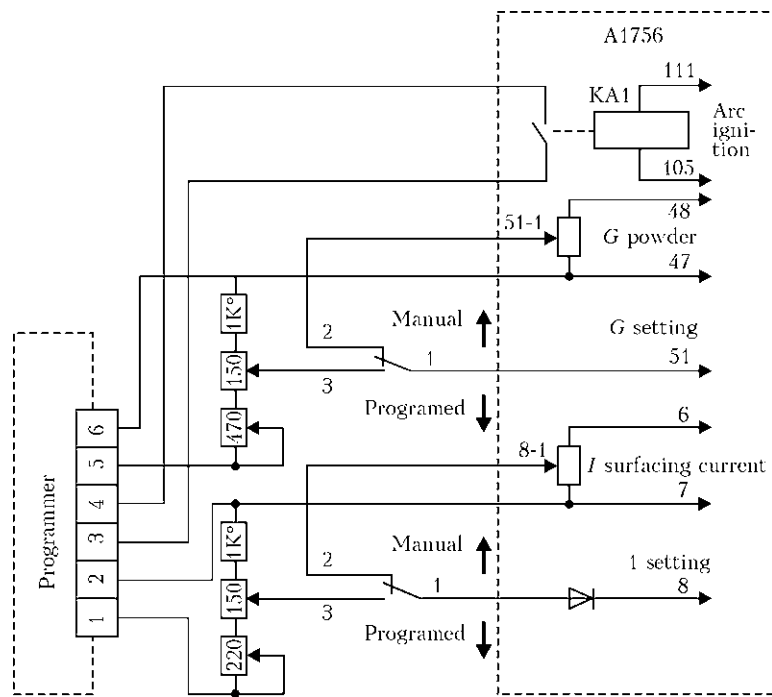 A1756
111
KA1
Arc
igni-
tion
105
48
51-1
G powder
47
1K°
Manual
2
G setting
1
51
150
3
Programed
470
6
6
8-1
5
I surfacing current
4
7
Programmer
3
1K°
Manual
2
2
1 setting
1
8
150
3
1
Programed
220